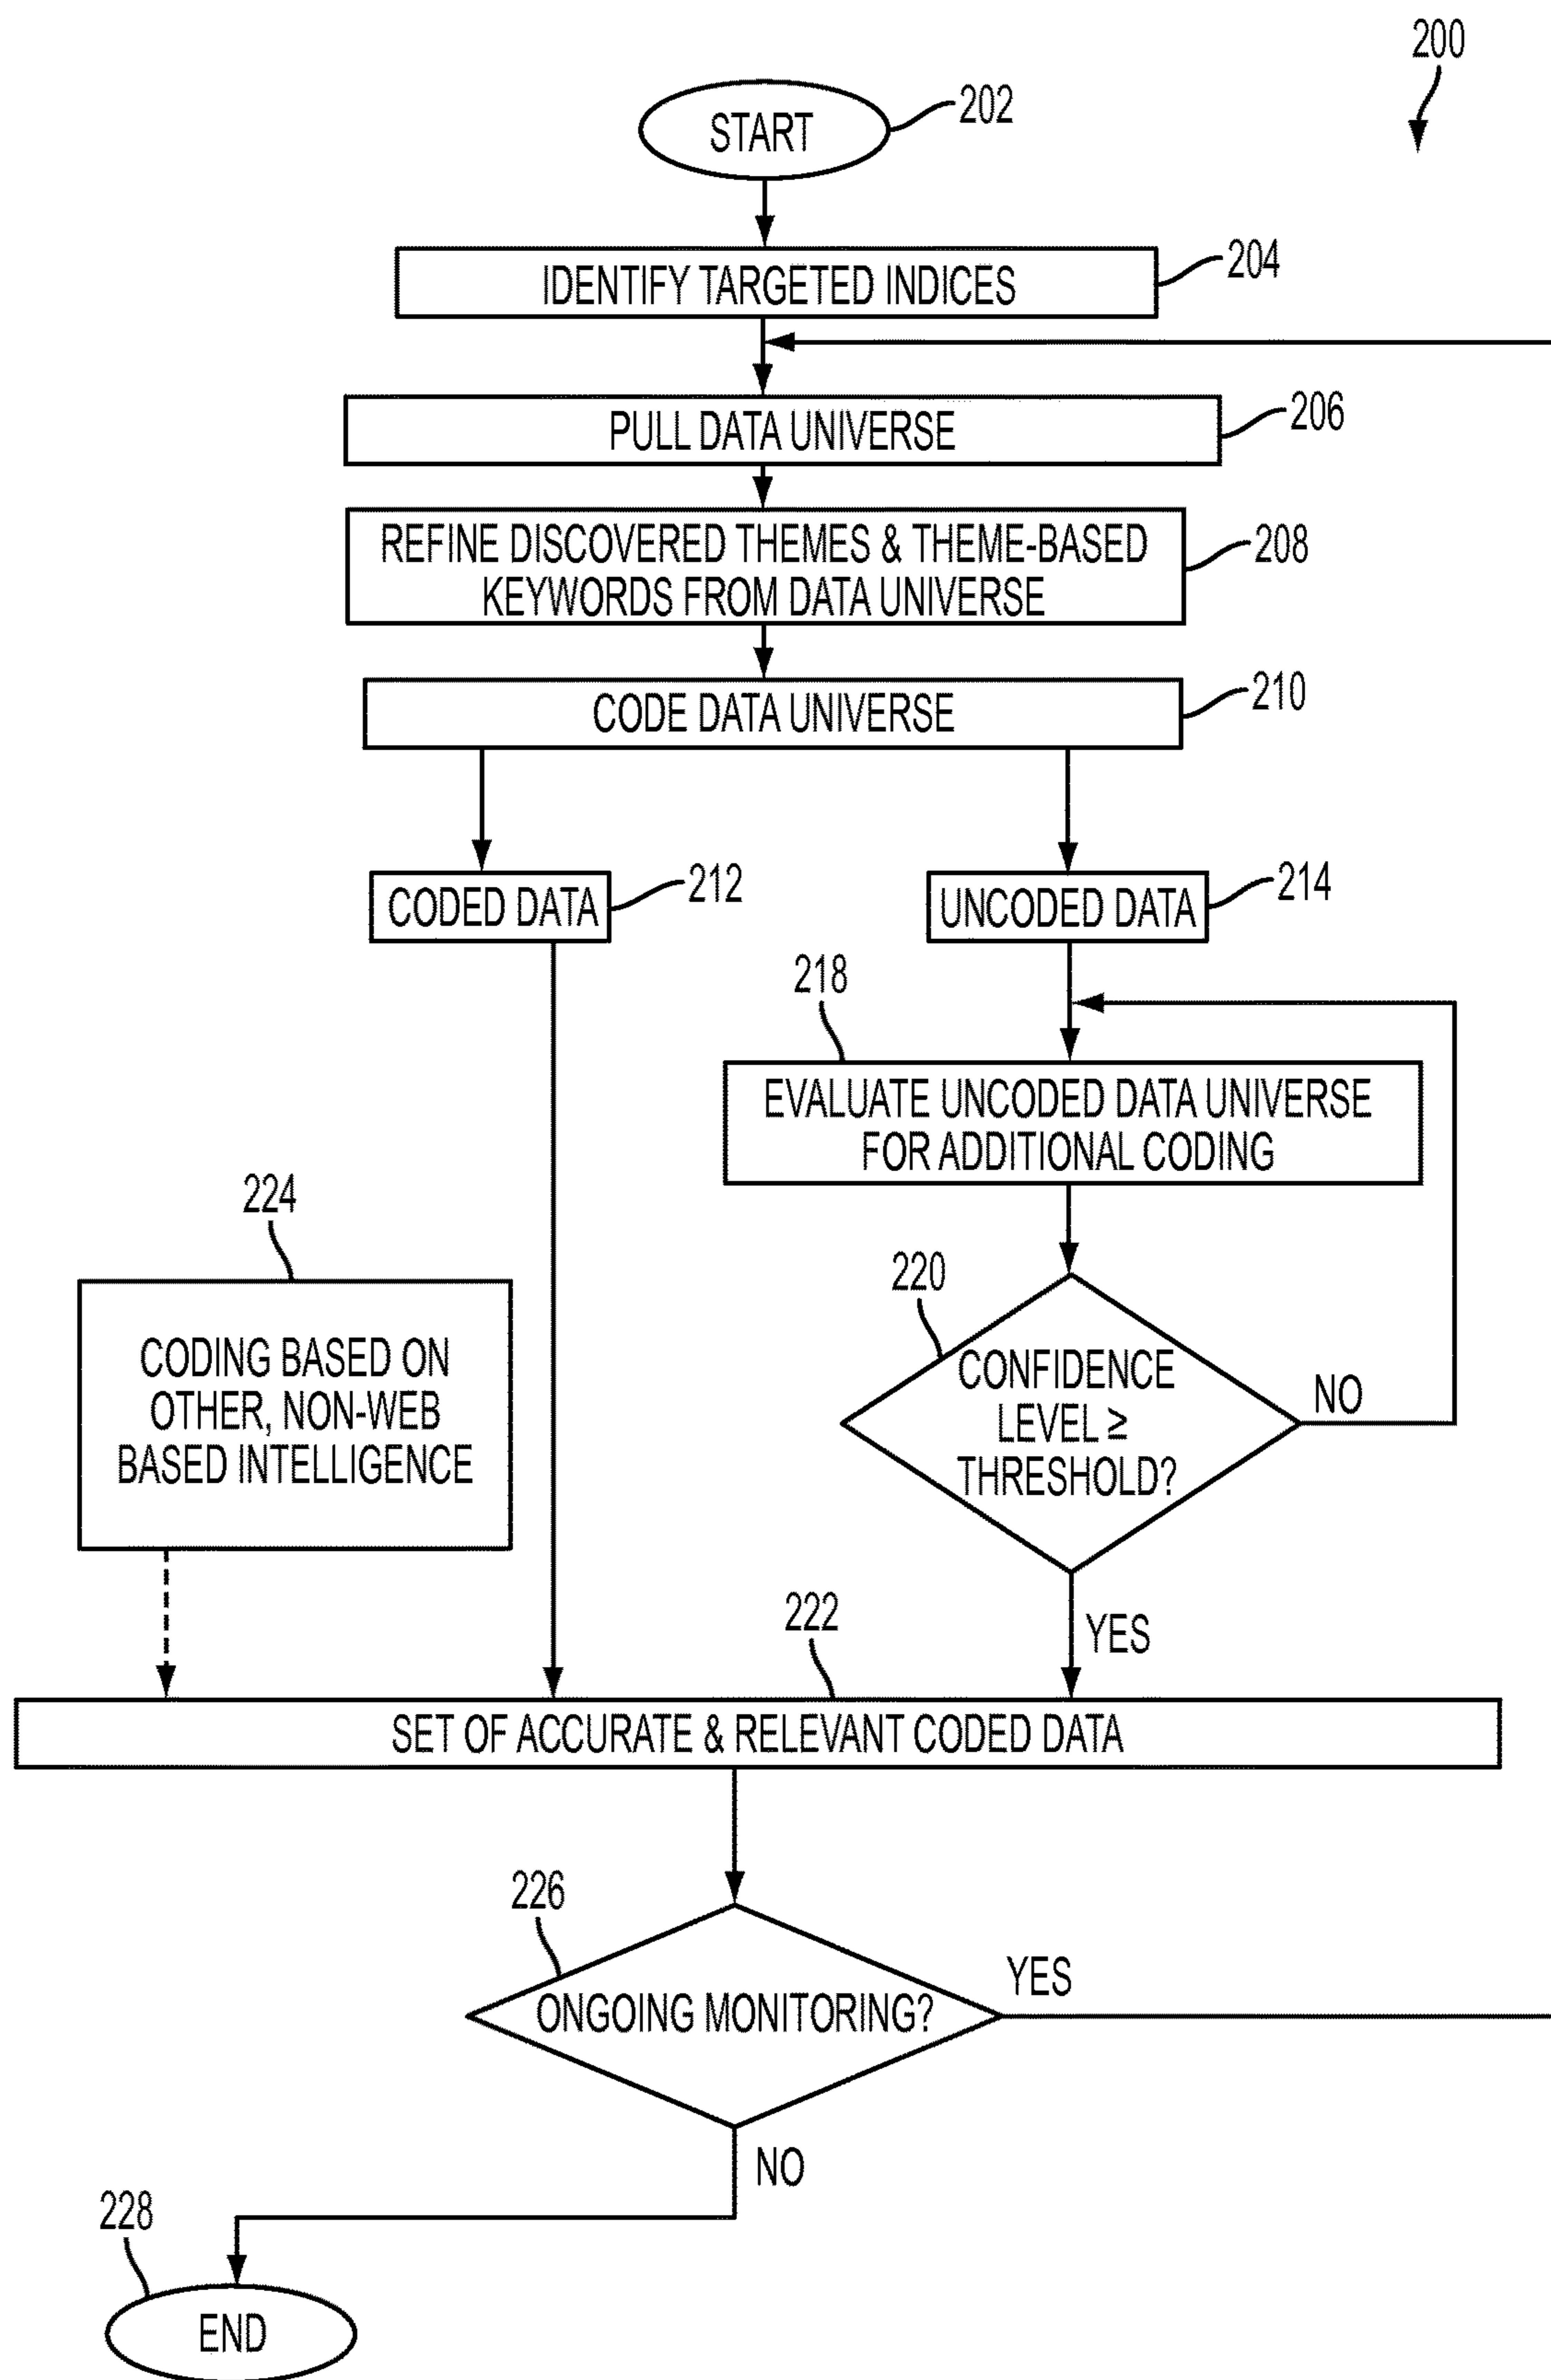 200
START
202
IDENTIFY TARGETED INDICES
204
PULL DATA UNIVERSE
206
REFINE DISCOVERED THEMES & THEME-BASED
KEYWORDS FROM DATA UNIVERSE
208
CODE DATA UNIVERSE
210
CODED DATA
212
UNCODED DATA
214
218
EVALUATE UNCODED DATA UNIVERSE
FOR ADDITIONAL CODING
224
CODING BASED ON
OTHER, NON-WEB
BASED INTELLIGENCE
220
CONFIDENCE
LEVEL ≥
THRESHOLD?
NO
YES
222
SET OF ACCURATE & RELEVANT CODED DATA
226
ONGOING MONITORING?
YES
NO
228
END